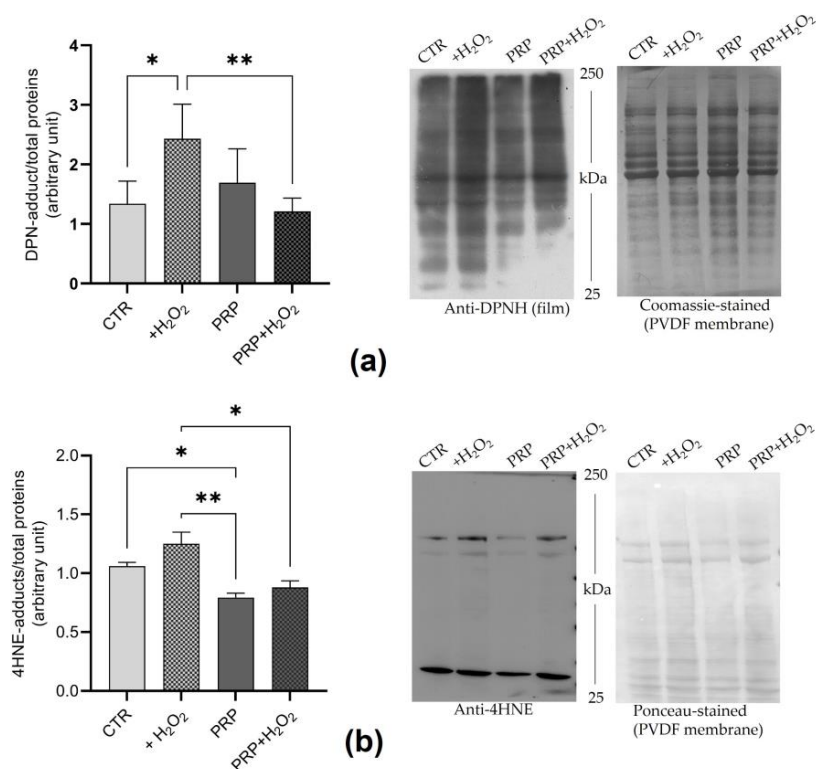 DPN-adduct/total proteins
(arbitrary unit)
4
3
2
1
0
*
**
CTR
+H₂O₂
PRP
PRP+H₂O₂
CTR
+H₂O₂
PRP
PRP+H₂O₂
250
kDa
25
Anti-DPNH (film)
CTR
+H₂O₂
PRP
PRP+H₂O₂
Coomassie-stained
(PVDF membrane)
(a)
4HNE-adducts/total proteins
(arbitrary unit)
2.0
1.5
1.0
0.5
0.0
*
*
**
CTR
+ H₂O₂
PRP
PRP+H₂O₂
CTR
+H₂O₂
PRP
PRP+H₂O₂
250
kDa
25
Anti-4HNE
CTR
+H₂O₂
PRP
PRP+H₂O₂
Ponceau-stained
(PVDF membrane)
(b)